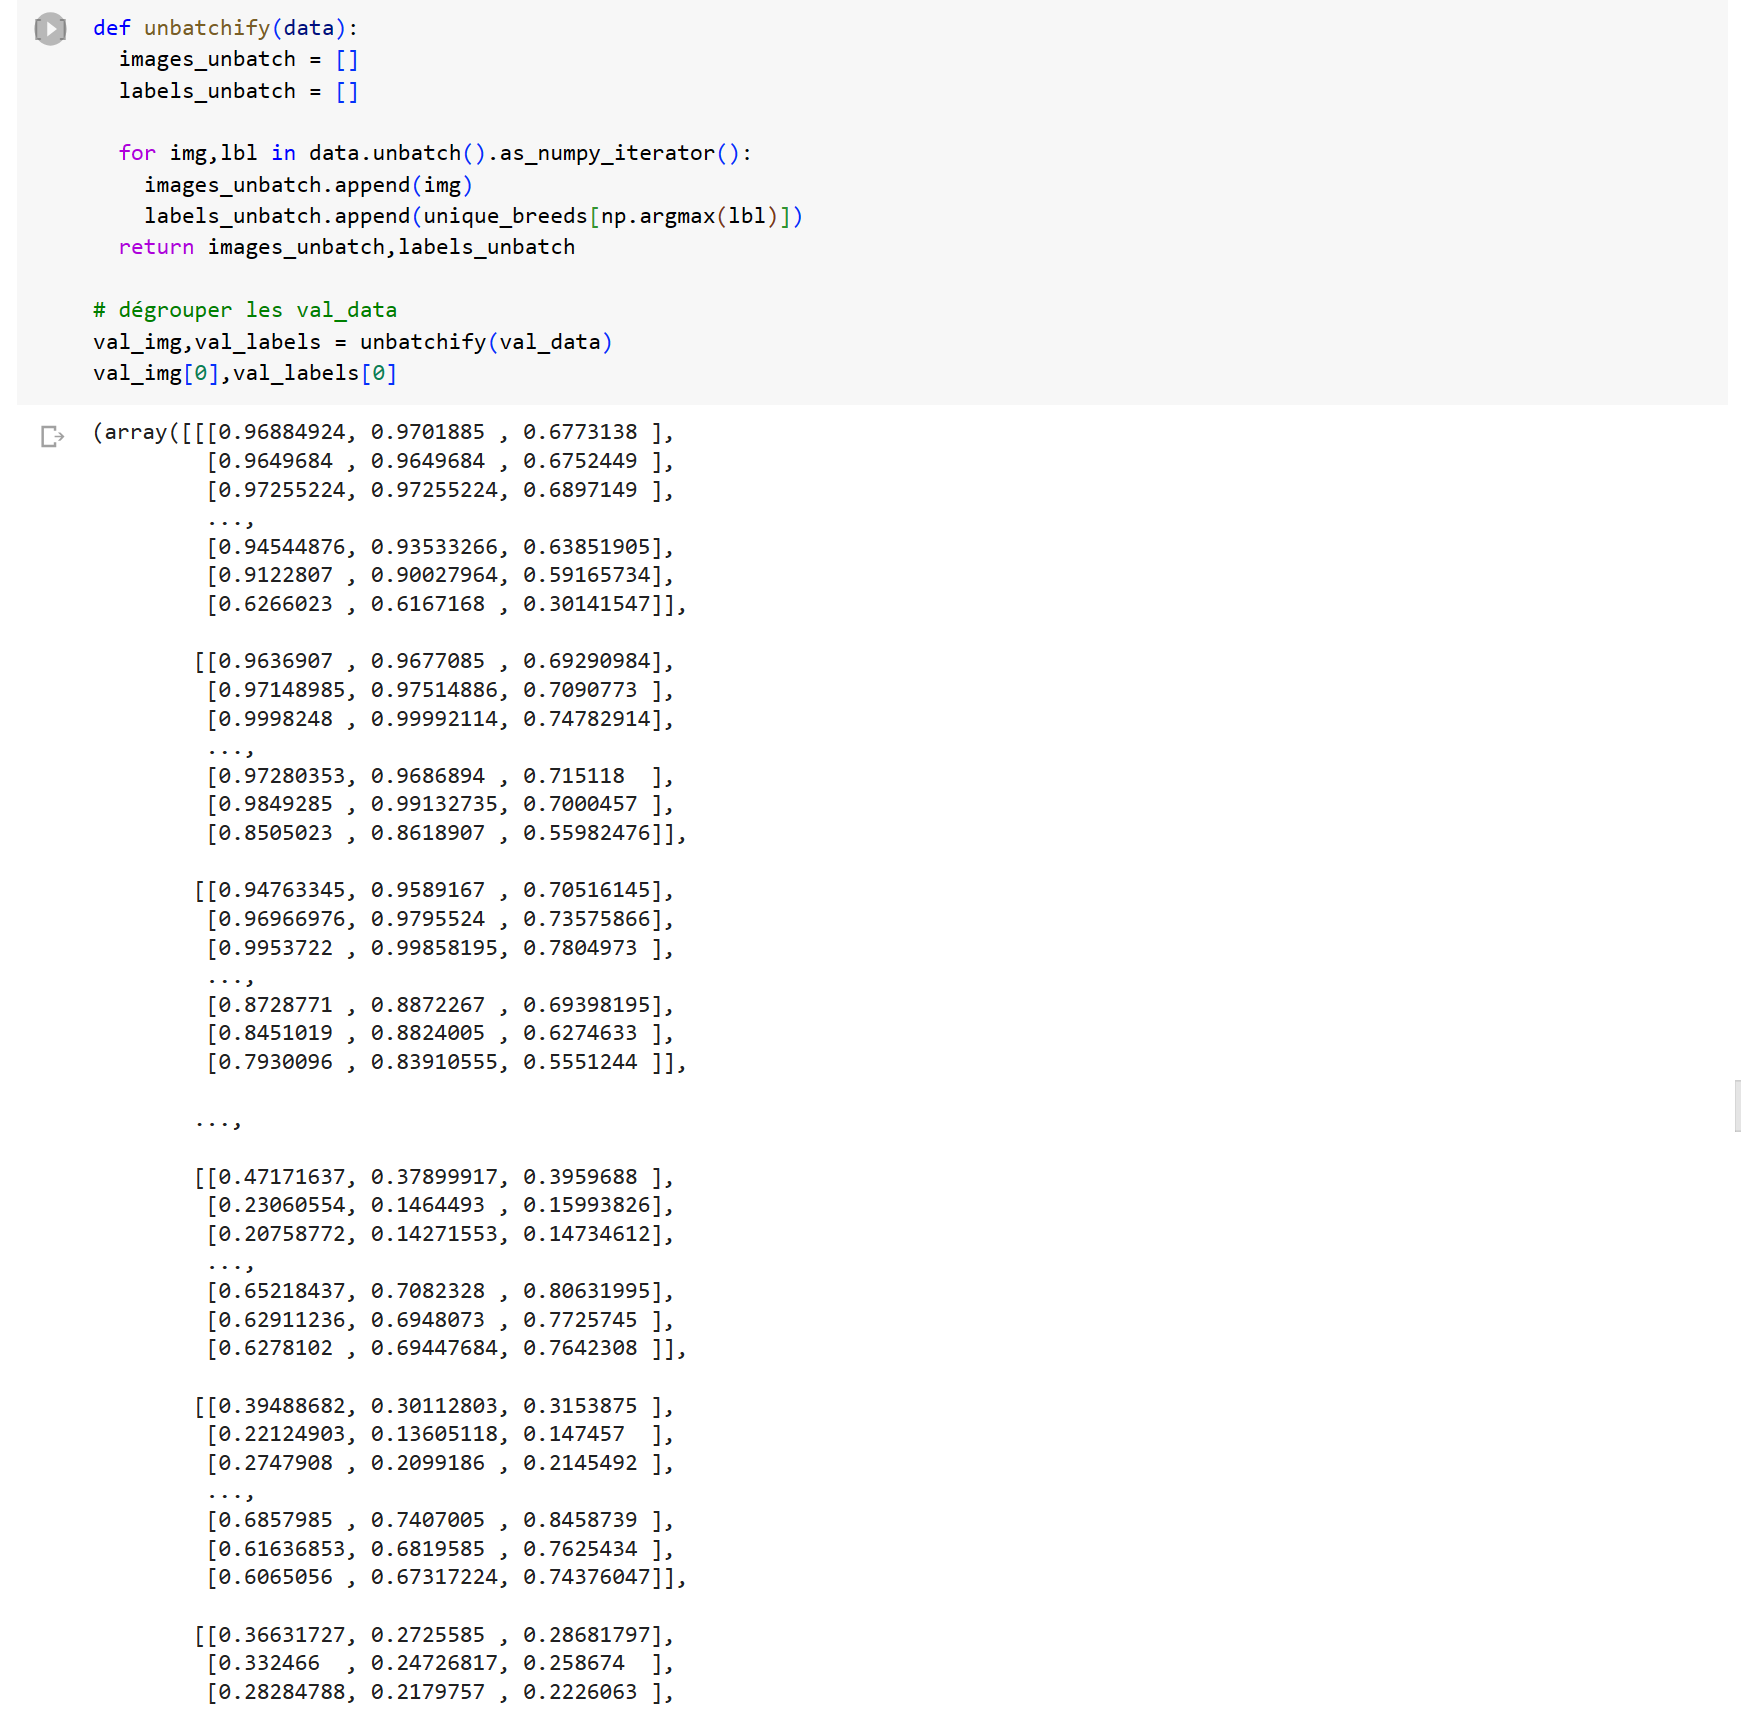 def unbatchify(data):
  images_unbatch = []
  labels_unbatch = []

  for img,lbl in data.unbatch().as_numpy_iterator():
    images_unbatch.append(img)
    labels_unbatch.append(unique_breeds[np.argmax(lbl)])
  return images_unbatch,labels_unbatch

# dégrouper les val_data
val_img,val_labels = unbatchify(val_data)
val_img[0],val_labels[0]
(array([[[0.96884924, 0.9701885 , 0.6773138 ],
         [0.9649684 , 0.9649684 , 0.6752449 ],
         [0.97255224, 0.97255224, 0.6897149 ],
         ...,
         [0.94544876, 0.93533266, 0.63851905],
         [0.9122807 , 0.90027964, 0.59165734],
         [0.6266023 , 0.6167168 , 0.30141547]],

        [[0.9636907 , 0.9677085 , 0.69290984],
         [0.97148985, 0.97514886, 0.7090773 ],
         [0.9998248 , 0.99992114, 0.74782914],
         ...,
         [0.97280353, 0.9686894 , 0.715118  ],
         [0.9849285 , 0.99132735, 0.7000457 ],
         [0.8505023 , 0.8618907 , 0.55982476]],

        [[0.94763345, 0.9589167 , 0.70516145],
         [0.96966976, 0.9795524 , 0.73575866],
         [0.9953722 , 0.99858195, 0.7804973 ],
         ...,
         [0.8728771 , 0.8872267 , 0.69398195],
         [0.8451019 , 0.8824005 , 0.6274633 ],
         [0.7930096 , 0.83910555, 0.5551244 ]],

        ...,

        [[0.47171637, 0.37899917, 0.3959688 ],
         [0.23060554, 0.1464493 , 0.15993826],
         [0.20758772, 0.14271553, 0.14734612],
         ...,
         [0.65218437, 0.7082328 , 0.80631995],
         [0.62911236, 0.6948073 , 0.7725745 ],
         [0.6278102 , 0.69447684, 0.7642308 ]],

        [[0.39488682, 0.30112803, 0.3153875 ],
         [0.22124903, 0.13605118, 0.147457  ],
         [0.2747908 , 0.2099186 , 0.2145492 ],
         ...,
         [0.6857985 , 0.7407005 , 0.8458739 ],
         [0.61636853, 0.6819585 , 0.7625434 ],
         [0.6065056 , 0.67317224, 0.74376047]],

        [[0.36631727, 0.2725585 , 0.28681797],
         [0.332466  , 0.24726817, 0.258674  ],
         [0.28284788, 0.2179757 , 0.2226063 ],